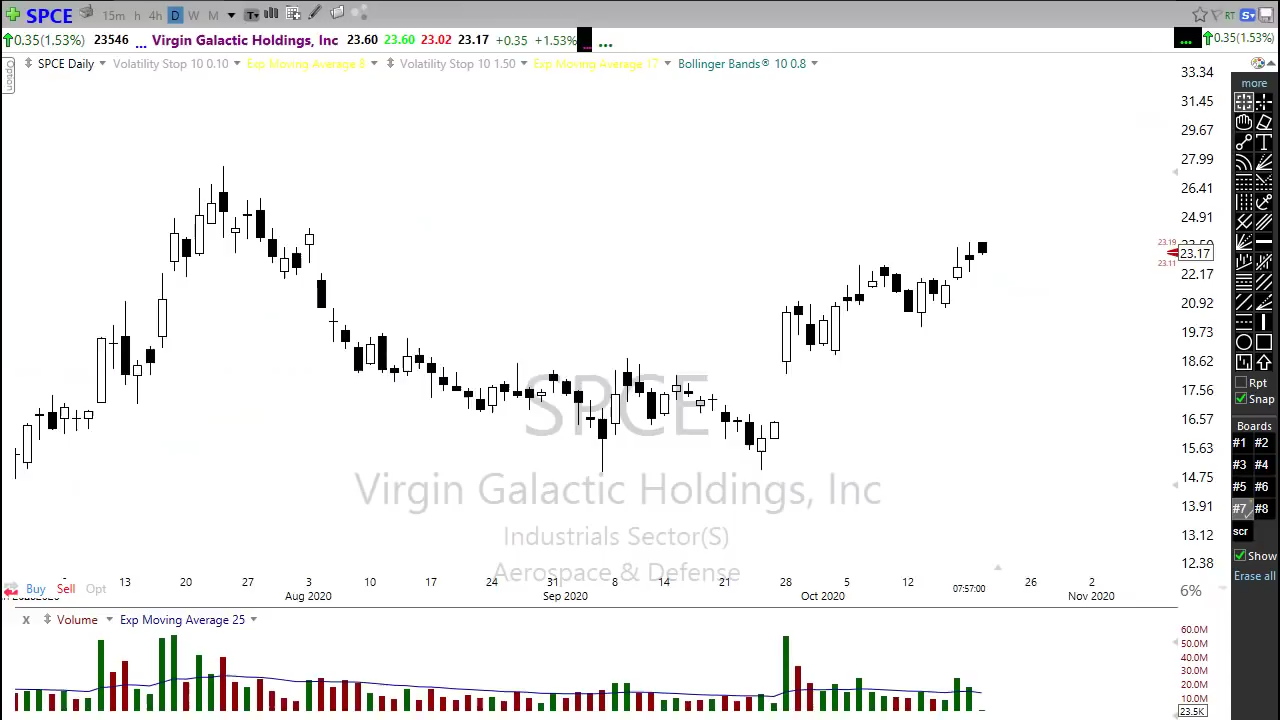 SPCE 15m h 4h D W M RT
0.35(1.53%) 23546 ... Virgin Galactic Holdings, Inc 23.60 23.60 23.02 23.17 +0.35 +1.53% ... ... 0.35(1.53%)
Option
SPCE Daily Volatility Stop 10 0.10 Exp Moving Average 8 Volatility Stop 10 1.50 Exp Moving Average 17 Bollinger Bands® 10 0.8
33.34
31.45
29.67
27.99
26.41
24.91
23.19
23.17
23.11
22.17
20.92
19.73
18.62
17.56
16.57
15.63
14.75
13.91
13.12
12.38
6%
SPCE
Virgin Galactic Holdings, Inc
Industrials Sector(S)
Aerospace & Defense
13 20 27 3 10 17 24 31 8 14 21 28 5 12 26 2
Buy Sell Opt
Aug 2020 Sep 2020 Oct 2020 07:57:00 Nov 2020
x Volume Exp Moving Average 25
60.0M
50.0M
40.0M
30.0M
20.0M
10.0M
23.5K
more
T
Rpt
Snap
Boards
#1 #2
#3 #4
#5 #6
#7 #8
scr
Show
Erase all